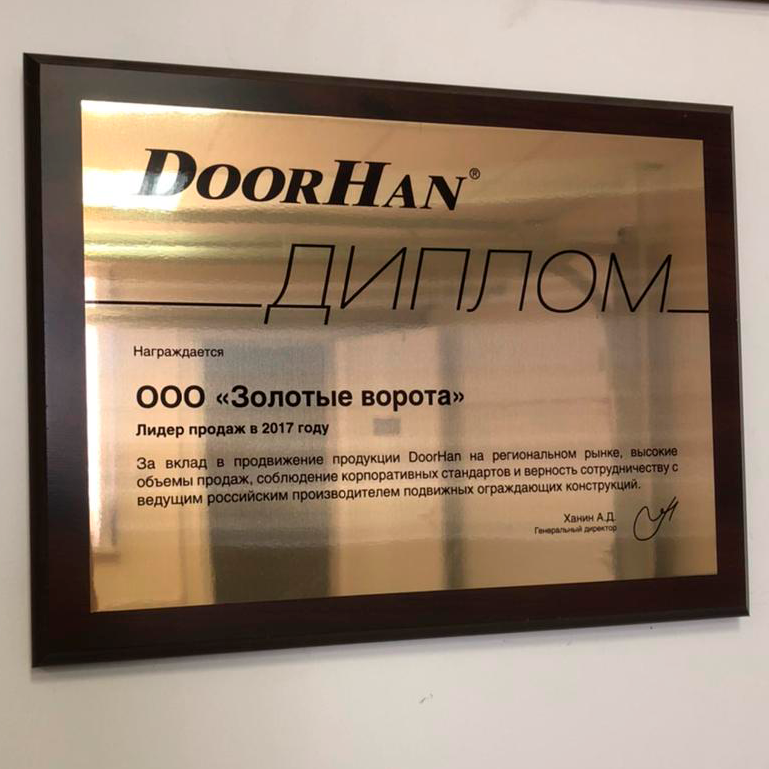 DOORHAN®
ДИПЛОМ
Награждается
ООО «Золотые ворота»
Лидер продаж в 2017 году
За вклад в продвижение продукции DoorHan на региональном рынке, высокие
объемы продаж, соблюдение корпоративных стандартов и верность сотрудничеству с
ведущим российским производителем подвижных ограждающих конструкций.
Ханин А.Д.
Генеральный директор